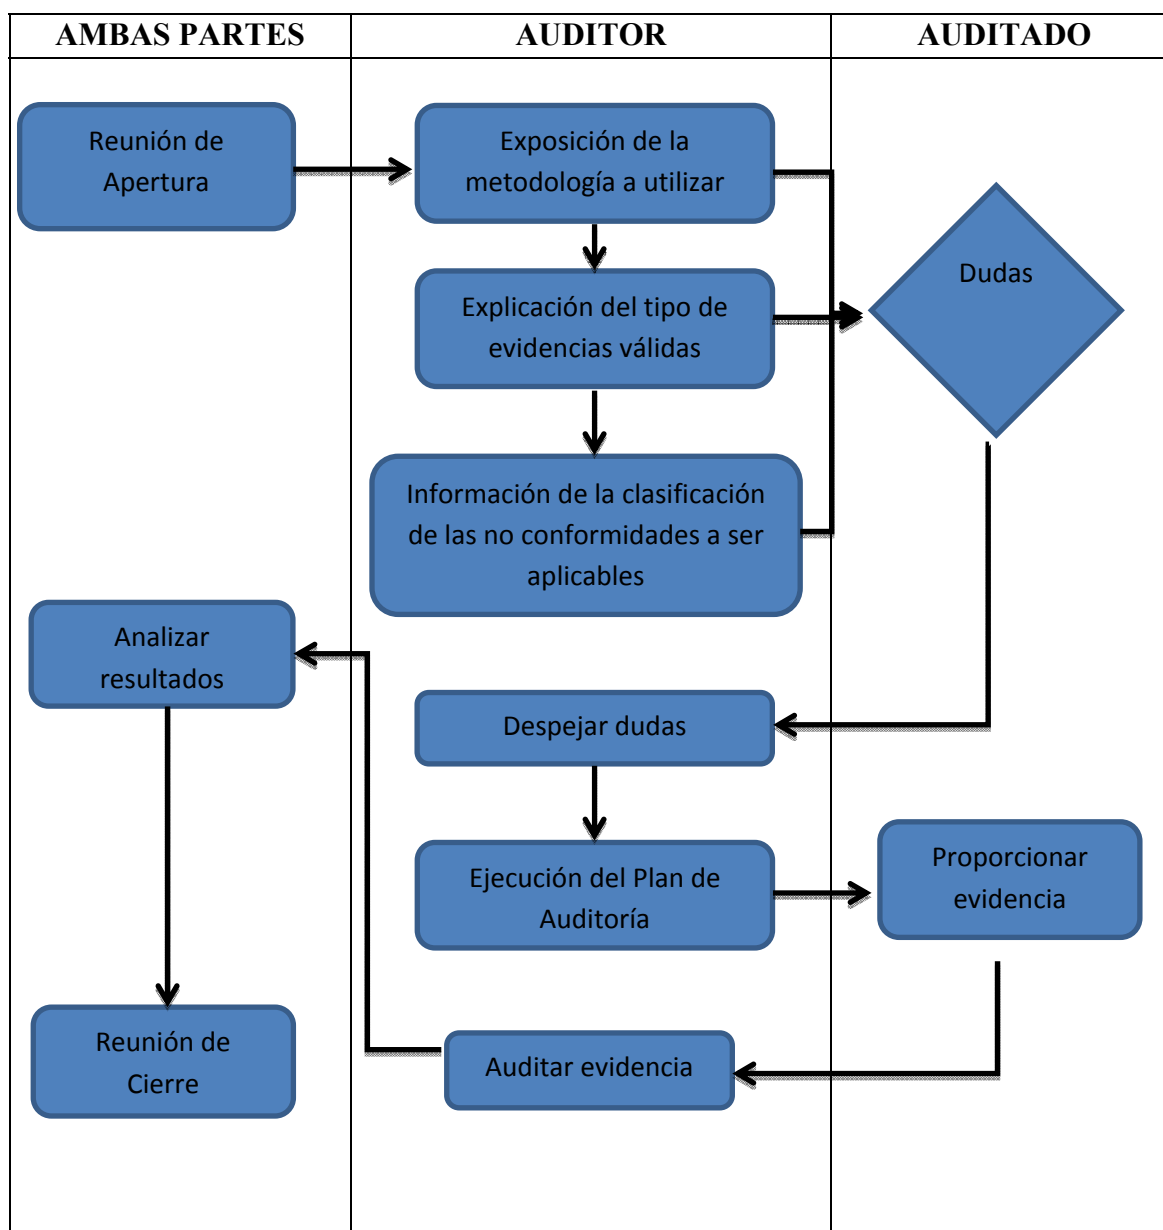 AMBAS PARTES
AUDITOR
AUDITADO
Reunión de
Apertura
Exposición de la
metodología a utilizar
Dudas
Explicación del tipo de
evidencias válidas
Información de la clasificación
de las no conformidades a ser
aplicables
Analizar
resultados
Despejar dudas
Ejecución del Plan de
Auditoría
Proporcionar
evidencia
Reunión de
Cierre
Auditar evidencia